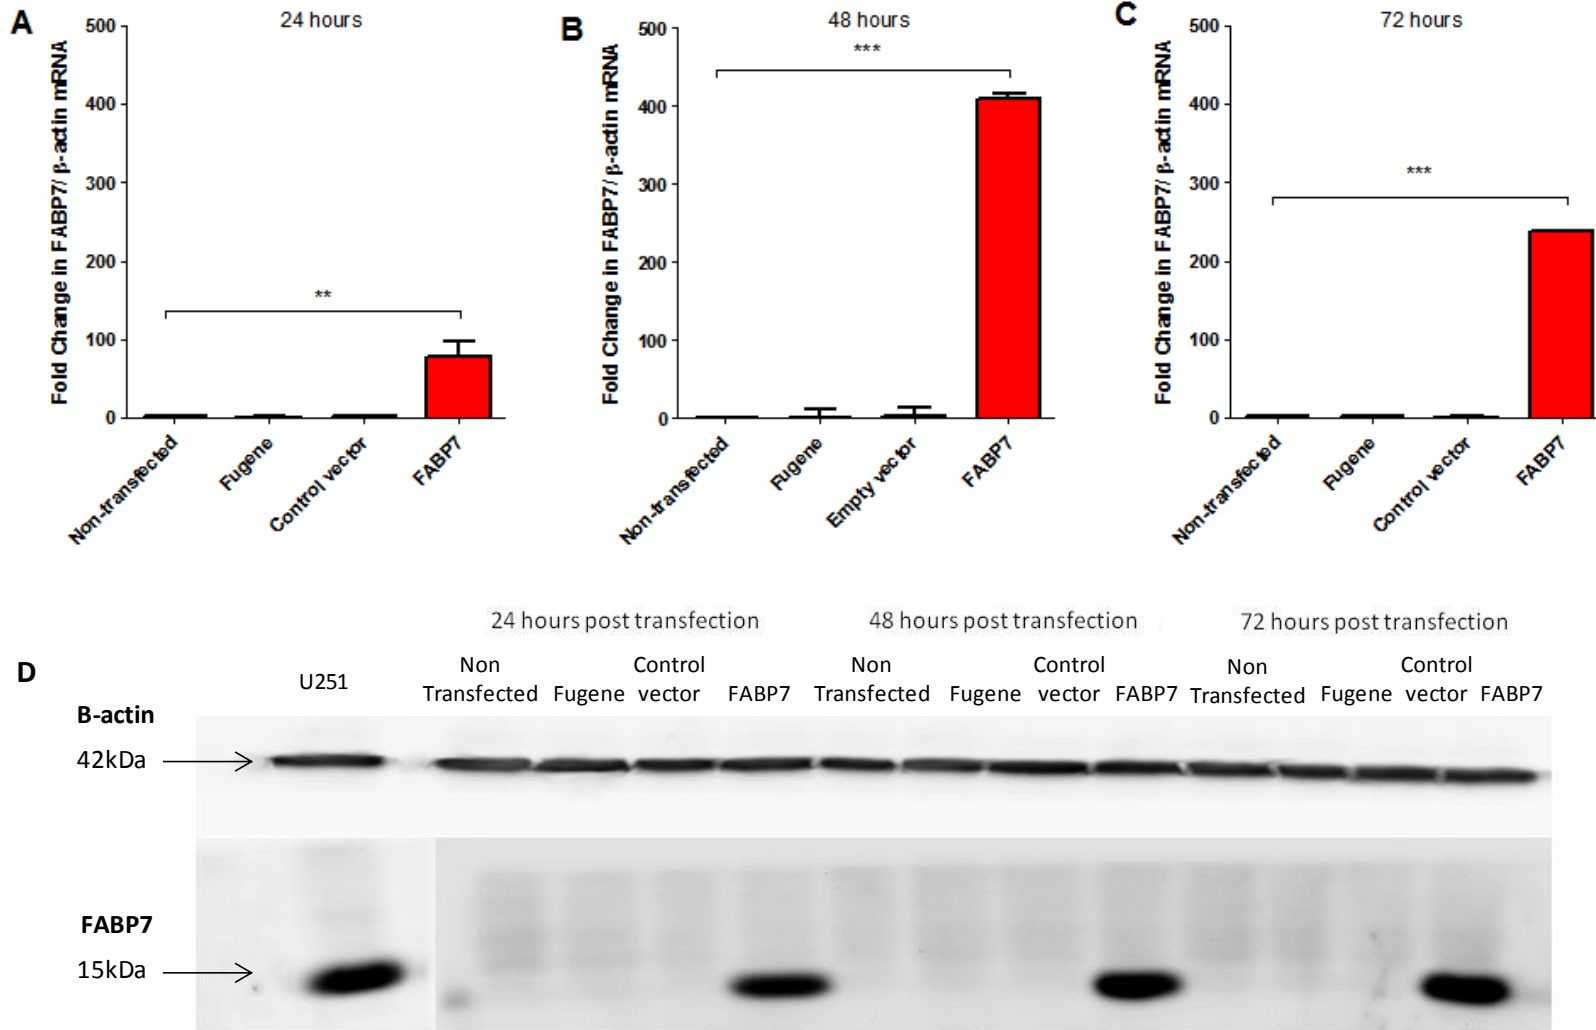 A
24 hours
Fold Change in FABP7/ β-actin mRNA
500
400
300
200
100
0
**
Non-transfected
Fugene
Control vector
FABP7
B
48 hours
Fold Change in FABP7/ β-actin mRNA
500
400
300
200
100
0
***
Non-transfected
Fugene
Empty vector
FABP7
C
72 hours
Fold Change in FABP7/ β-actin mRNA
500
400
300
200
100
0
***
Non-transfected
Fugene
Control vector
FABP7
24 hours post transfection 48 hours post transfection 72 hours post transfection
D
U251
Non Transfected
Fugene
Control vector
FABP7
Non Transfected
Fugene
Control vector
FABP7
Non Transfected
Fugene
Control vector
FABP7
B-actin
42kDa
FABP7
15kDa